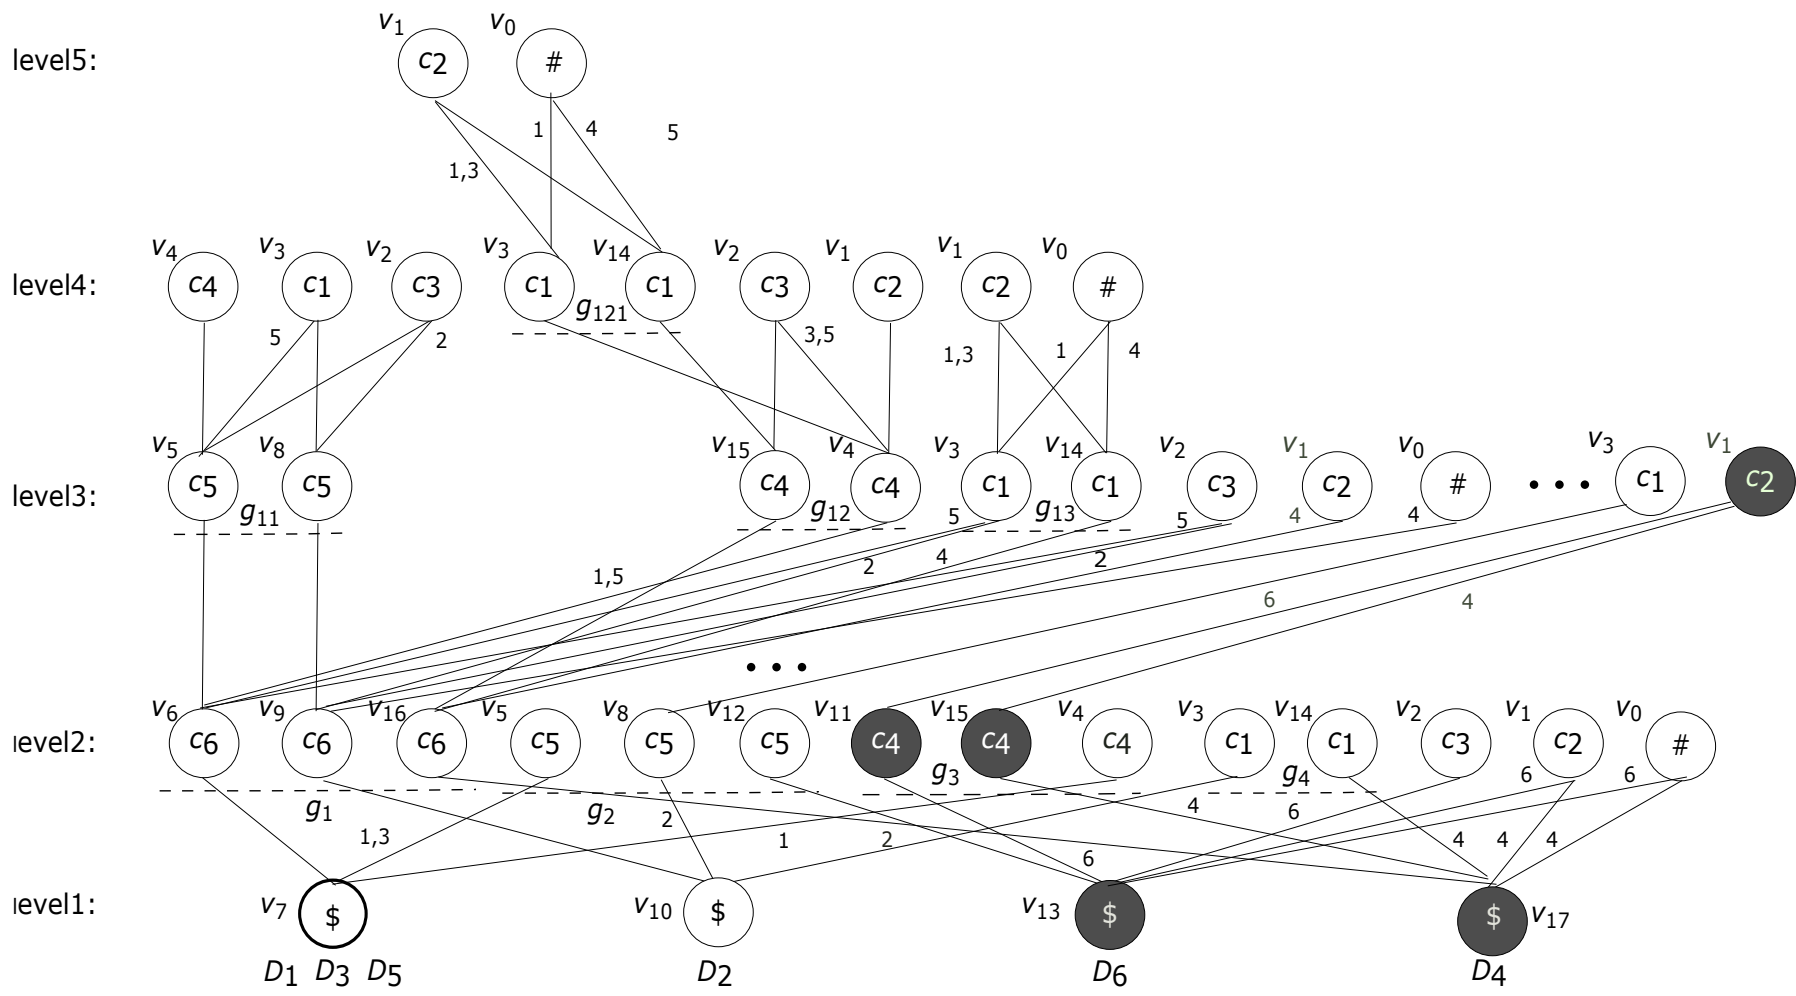 v1 v0
level5: c2 #
1 4 5
1,3
v4 v3 v2 v3 v14 v2 v1 v1 v0
level4: c4 c1 c3 c1 c1 c3 c2 c2 #
g121
5 2 3,5 1,3 1 4
v5 v8 v15 v4 v3 v14 v2 v1 v0 v3 v1
level3: c5 c5 c4 c4 c1 c1 c3 c2 # • • • c1 c2
g11 g12 5 g13 5 4 4
1,5 2 4 2 6 4
• • •
v6 v9 v16 v5 v8 v12 v11 v15 v4 v3 v14 v2 v1 v0
level2: c6 c6 c6 c5 c5 c5 c4 c4 c4 c1 c1 c3 c2 #
g1 g2 g3 g4 6 6
1,3 2 1 2 6 4 6 4 4 4
level1: v7 $ v10 $ v13 $ $ v17
D1 D3 D5 D2 D6 D4